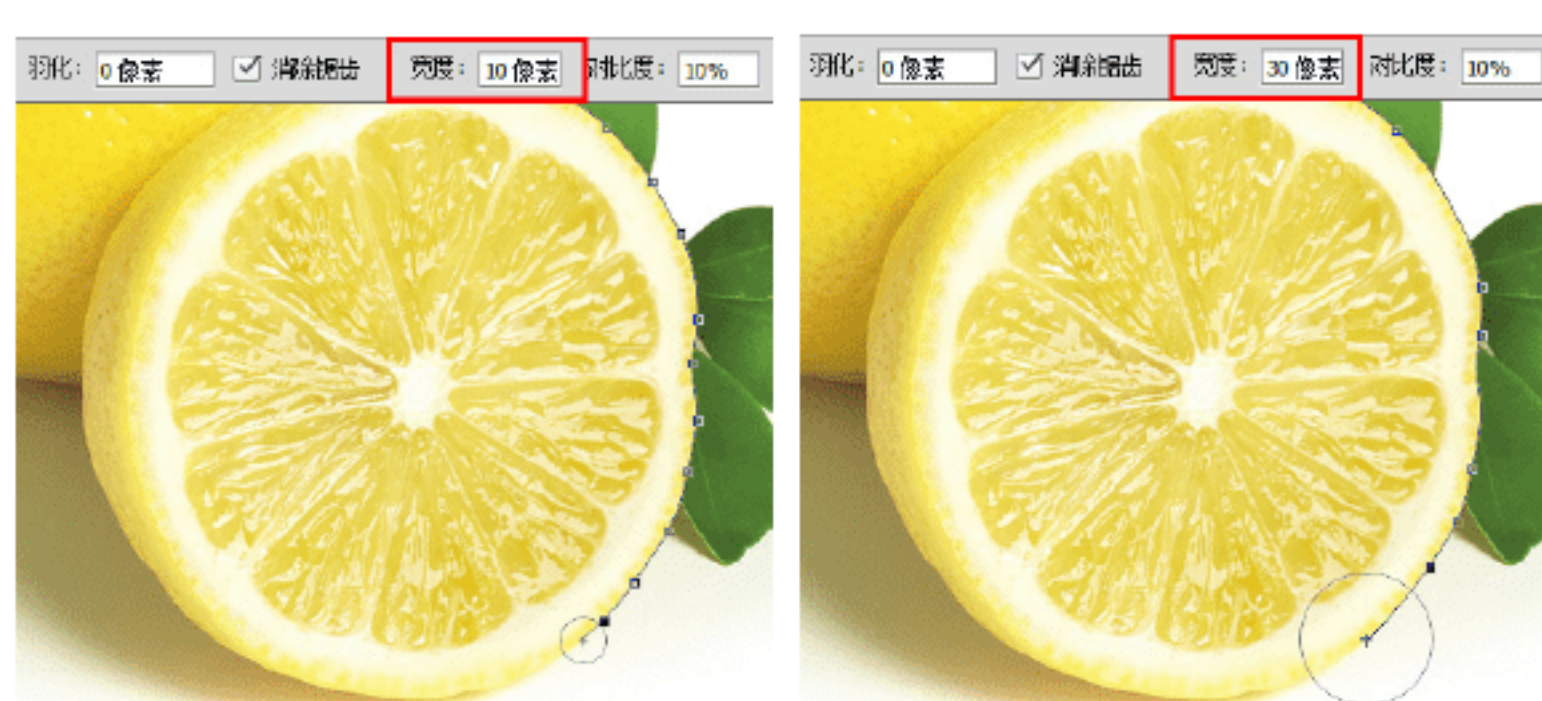 羽化： 0 像素 消除锯齿 宽度： 10 像素 对比度： 10%
羽化： 0 像素 消除锯齿 宽度： 30 像素 对比度： 10%